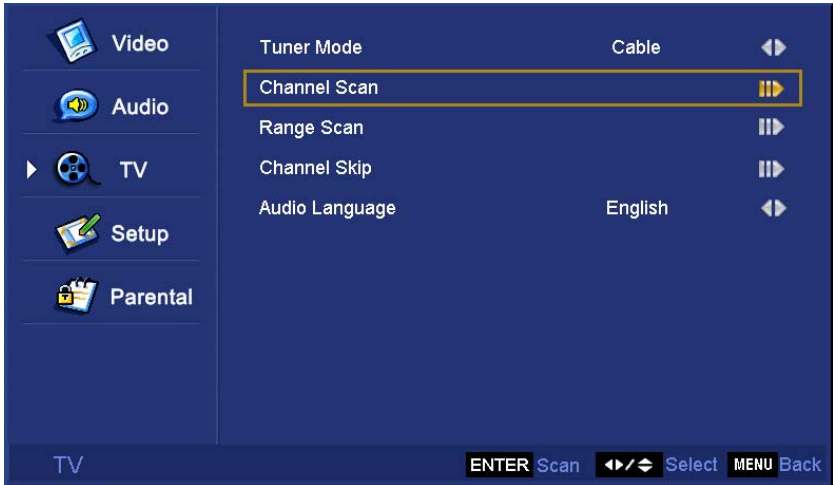 Video
Audio
TV
Setup
Parental
Tuner Mode Cable
Channel Scan
Range Scan
Channel Skip
Audio Language English
TV ENTER Scan Select MENU Back